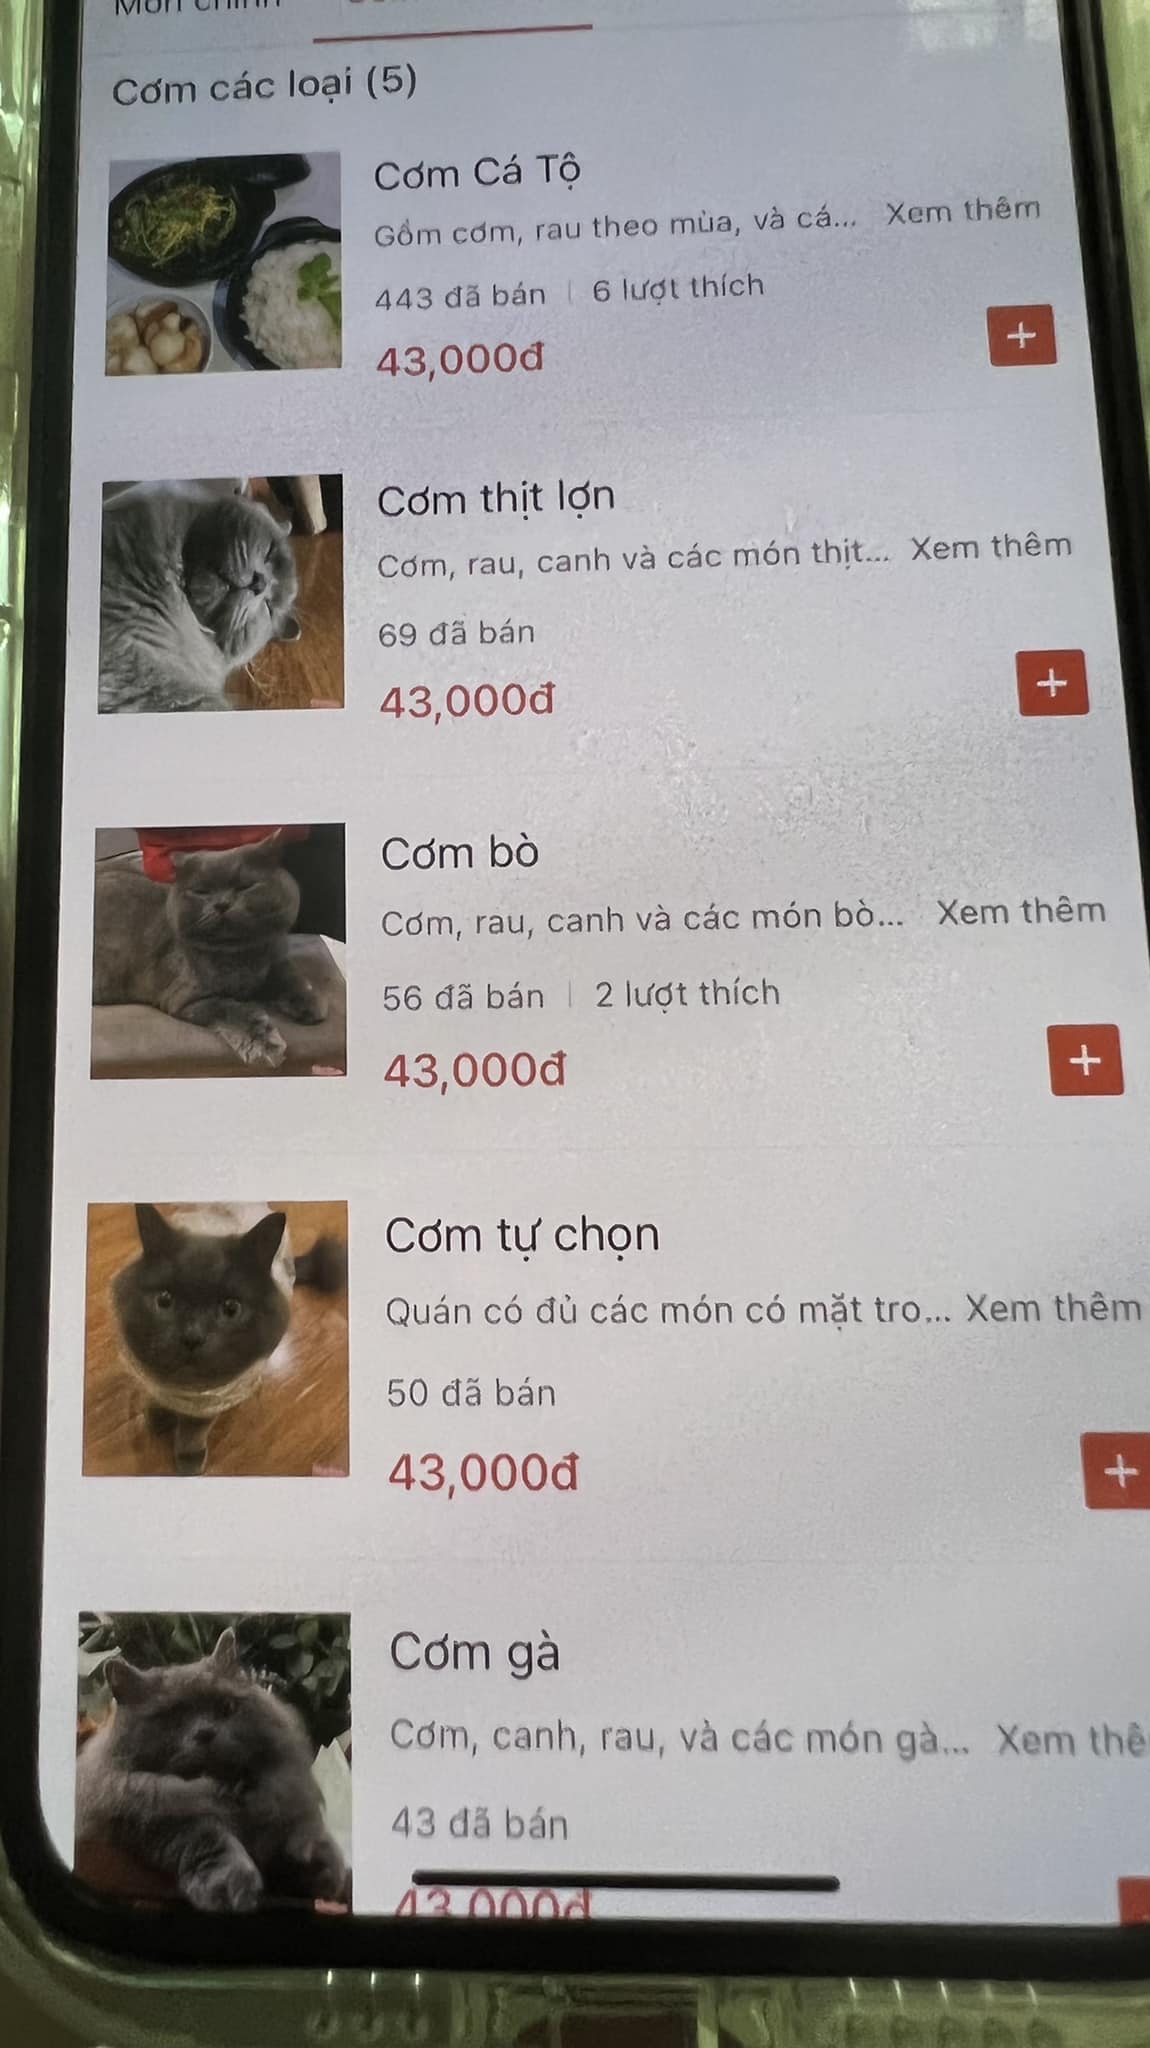 Món chính
Cơm các loại (5)
Cơm Cá Tộ
Gồm cơm, rau theo mùa, và cá... Xem thêm
443 đã bán | 6 lượt thích
43,000đ
Cơm thịt lợn
Cơm, rau, canh và các món thịt... Xem thêm
69 đã bán
43,000đ
Cơm bò
Cơm, rau, canh và các món bò... Xem thêm
56 đã bán | 2 lượt thích
43,000đ
Cơm tự chọn
Quán có đủ các món có mặt tro... Xem thêm
50 đã bán
43,000đ
Cơm gà
Cơm, canh, rau, và các món gà... Xem thê
43 đã bán
43,000đ